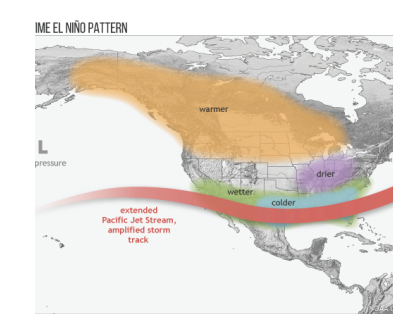 IME EL NIÑO PATTERN
warmer
L
pressure
drier
wetter
colder
extended
Pacific Jet Stream,
amplified storm
track